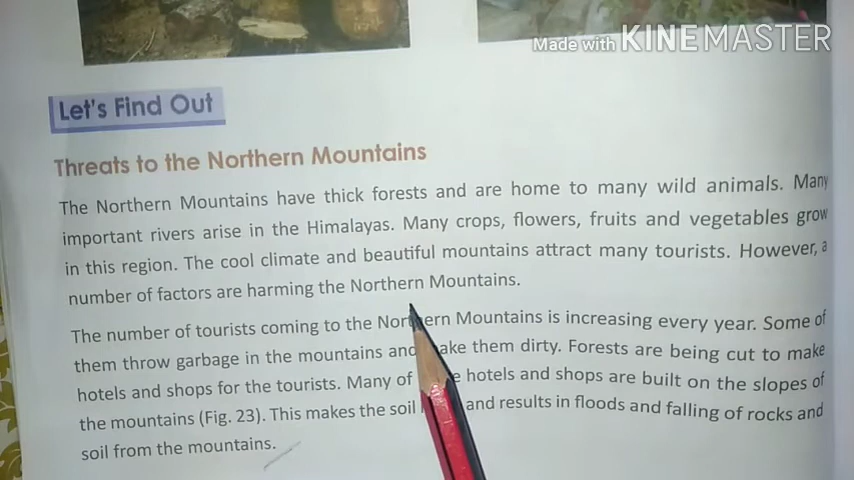 Made with KINEMASTER
Let's Find Out
Threats to the Northern Mountains
The Northern Mountains have thick forests and are home to many wild animals. Many
important rivers arise in the Himalayas. Many crops, flowers, fruits and vegetables grow
in this region. The cool climate and beautiful mountains attract many tourists. However, a
number of factors are harming the Northern Mountains.
The number of tourists coming to the Northern Mountains is increasing every year. Some of
them throw garbage in the mountains and make them dirty. Forests are being cut to make
hotels and shops for the tourists. Many of hotels and shops are built on the slopes of
the mountains (Fig. 23). This makes the soil and results in floods and falling of rocks and
soil from the mountains.